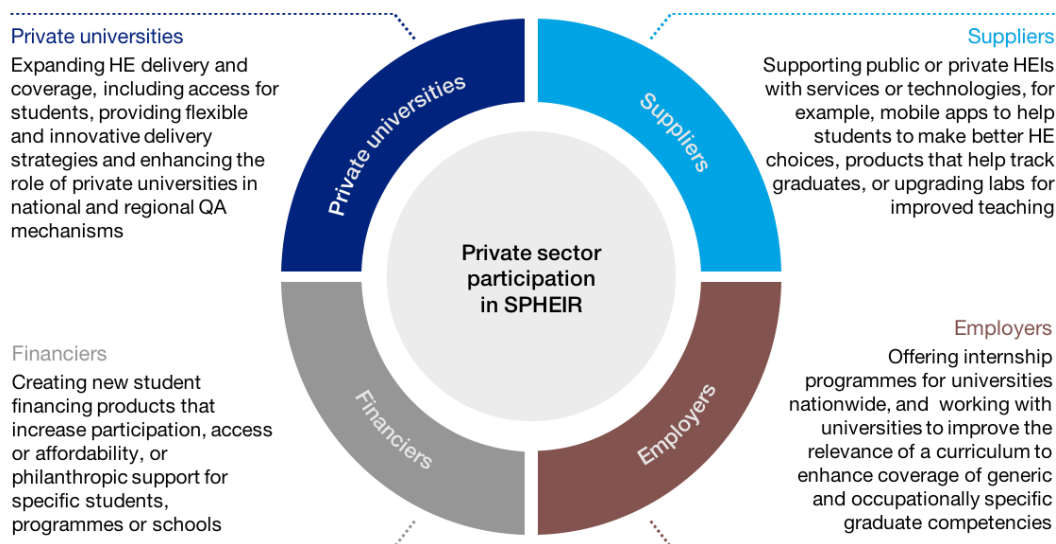 Private universities
Expanding HE delivery and
coverage, including access for
students, providing flexible
and innovative delivery
strategies and enhancing the
role of private universities in
national and regional QA
mechanisms
Suppliers
Supporting public or private HEIs
with services or technologies, for
example, mobile apps to help
students to make better HE
choices, products that help track
graduates, or upgrading labs for
improved teaching
Private universities
Suppliers
Private sector
participation
in SPHEIR
Financiers
Employers
Financiers
Creating new student
financing products that
increase participation, access
or affordability, or
philanthropic support for
specific students,
programmes or schools
Employers
Offering internship
programmes for universities
nationwide, and working with
universities to improve the
relevance of a curriculum to
enhance coverage of generic
and occupationally specific
graduate competencies